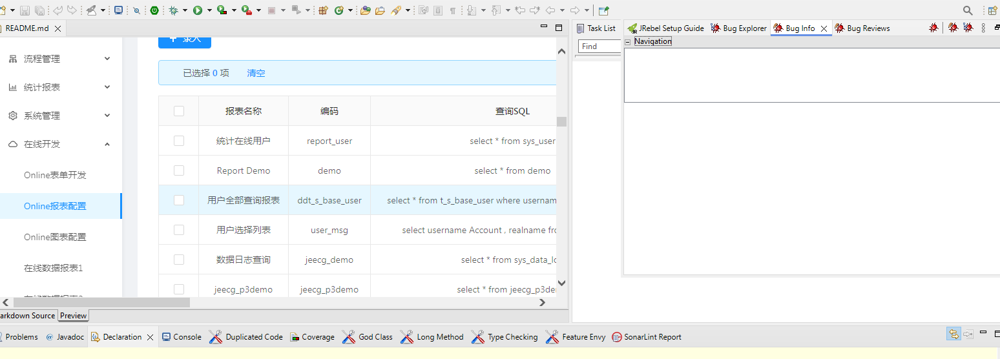 README.md
Task List
JRebel Setup Guide
Bug Explorer
Bug Info
Bug Reviews
Find
Navigation
流程管理
统计报表
系统管理
在线开发
Online表单开发
Online报表配置
Online图表配置
在线数据报表1
+ 录入
已选择 0 项 清空
报表名称 编码 查询SQL
统计在线用户 report_user select * from sys_user
Report Demo demo select * from demo
用户全部查询报表 ddt_s_base_user select * from t_s_base_user where usernam
用户选择列表 user_msg select username Account , realname fro
数据日志查询 jeecg_demo select * from sys_data_lo
jeecg_p3demo jeecg_p3demo select * from jeecg_p3de
arkdown Source Preview
Problems @ Javadoc Declaration Console Duplicated Code Coverage God Class Long Method Type Checking Feature Envy SonarLint Report